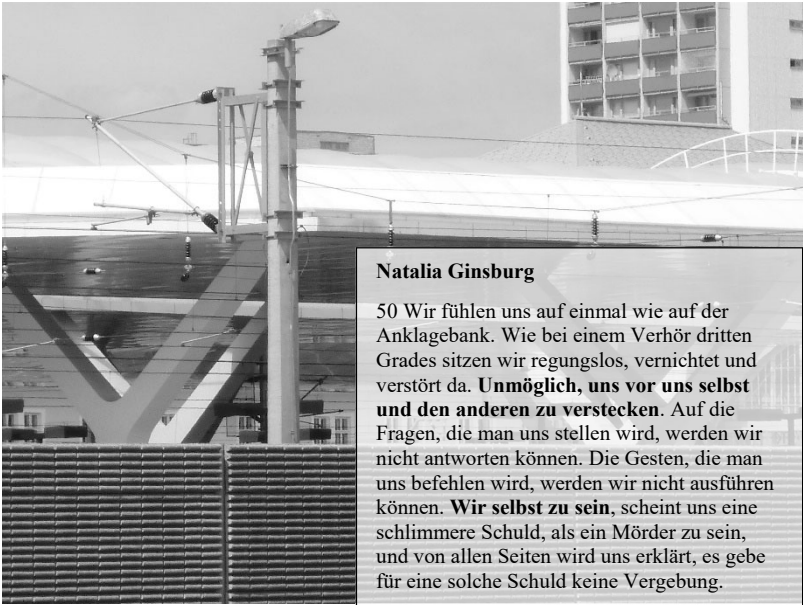 Natalia Ginsburg
50 Wir fühlen uns auf einmal wie auf der
Anklagebank. Wie bei einem Verhör dritten
Grades sitzen wir regungslos, vernichtet und
verstört da. Unmöglich, uns vor uns selbst
und den anderen zu verstecken. Auf die
Fragen, die man uns stellen wird, werden wir
nicht antworten können. Die Gesten, die man
uns befehlen wird, werden wir nicht ausführen
können. Wir selbst zu sein, scheint uns eine
schlimmere Schuld, als ein Mörder zu sein,
und von allen Seiten wird uns erklärt, es gebe
für eine solche Schuld keine Vergebung.